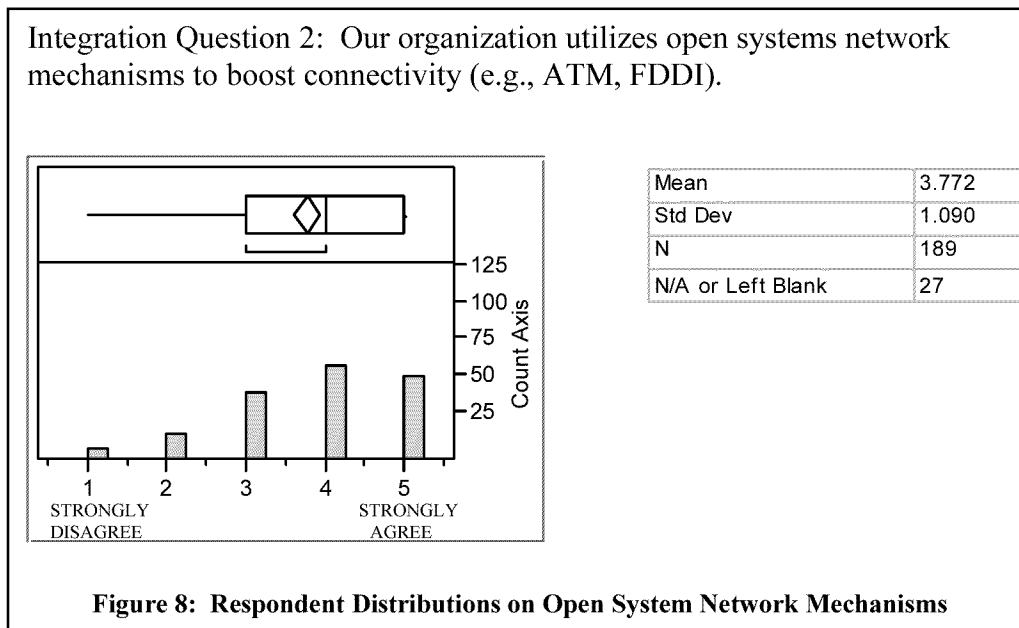 Integration Question 2:  Our organization utilizes open systems network
mechanisms to boost connectivity (e.g., ATM, FDDI).
Mean 3.772
Std Dev 1.090
N 189
N/A or Left Blank 27
125
100
75
50
25
Count Axis
1 2 3 4 5
STRONGLY DISAGREE
STRONGLY AGREE
Figure 8:  Respondent Distributions on Open System Network Mechanisms